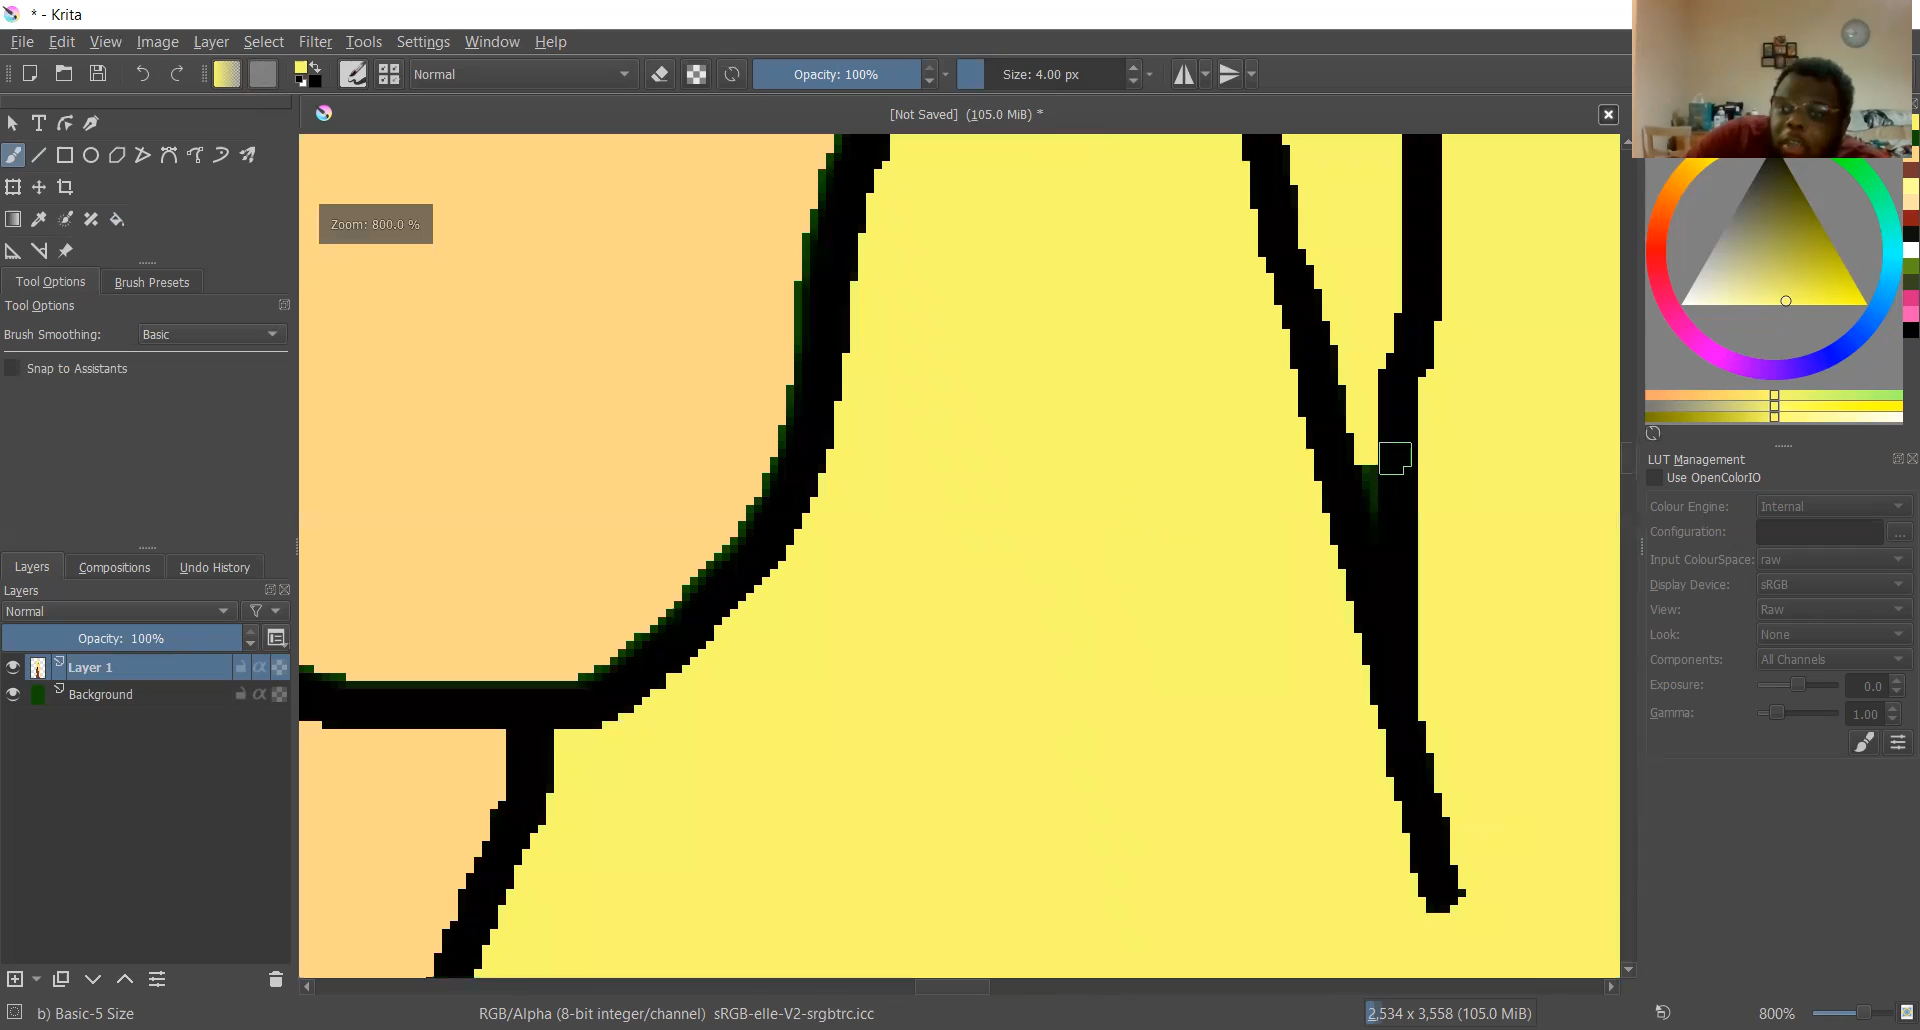 * - Krita
File Edit View Image Layer Select Filter Tools Settings Window Help
Normal Opacity: 100% Size: 4.00 px
[Not Saved] (105.0 MiB) *
Zoom: 800.0 %
Tool Options Brush Presets
Tool Options
Brush Smoothing: Basic
Snap to Assistants
Layers Compositions Undo History
Layers
Normal
Opacity: 100%
Layer 1
Background
b) Basic-5 Size
RGB/Alpha (8-bit integer/channel) sRGB-elle-V2-srgbtrc.icc
2,534 x 3,558 (105.0 MiB)
800%
LUT Management
Use OpenColorIO
Colour Engine: Internal
Configuration: ...
Input ColourSpace: raw
Display Device: sRGB
View: Raw
Look: None
Components: All Channels
Exposure: 0.0
Gamma: 1.00